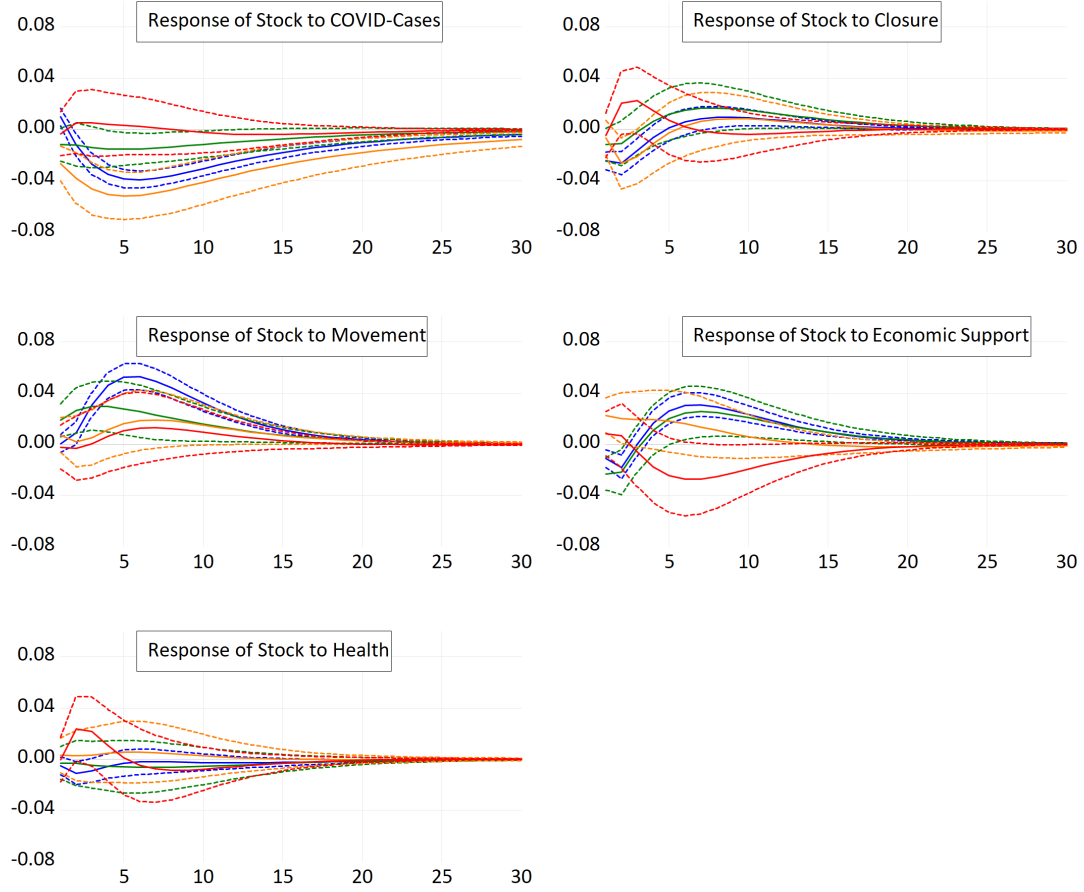 Response of Stock to COVID-Cases
0.08
0.04
0.00
-0.04
-0.08
5 10 15 20 25 30
Response of Stock to Closure
0.08
0.04
0.00
-0.04
-0.08
5 10 15 20 25 30
Response of Stock to Movement
0.08
0.04
0.00
-0.04
-0.08
5 10 15 20 25 30
Response of Stock to Economic Support
0.08
0.04
0.00
-0.04
-0.08
5 10 15 20 25 30
Response of Stock to Health
0.08
0.04
0.00
-0.04
-0.08
5 10 15 20 25 30